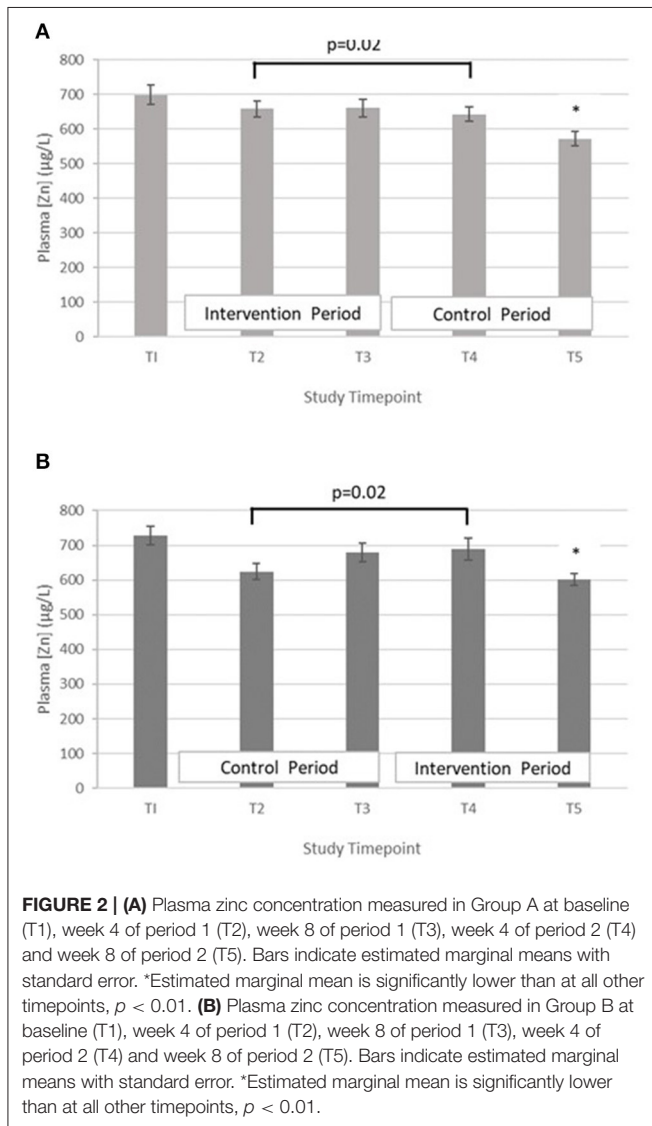 A
p=0.02
800
700
600
500
400
300
200
100
0
*
Plasma [Zn] (µg/L)
Intervention Period
Control Period
T1
T2
T3
T4
T5
Study Timepoint
B
p=0.02
800
700
600
500
400
300
200
100
0
*
Plasma [Zn] (µg/L)
Control Period
Intervention Period
T1
T2
T3
T4
T5
Study Timepoint
FIGURE 2 | (A) Plasma zinc concentration measured in Group A at baseline
(T1), week 4 of period 1 (T2), week 8 of period 1 (T3), week 4 of period 2 (T4)
and week 8 of period 2 (T5). Bars indicate estimated marginal means with
standard error. *Estimated marginal mean is significantly lower than at all other
timepoints, p < 0.01. (B) Plasma zinc concentration measured in Group B at
baseline (T1), week 4 of period 1 (T2), week 8 of period 1 (T3), week 4 of
period 2 (T4) and week 8 of period 2 (T5). Bars indicate estimated marginal
means with standard error. *Estimated marginal mean is significantly lower
than at all other timepoints, p < 0.01.